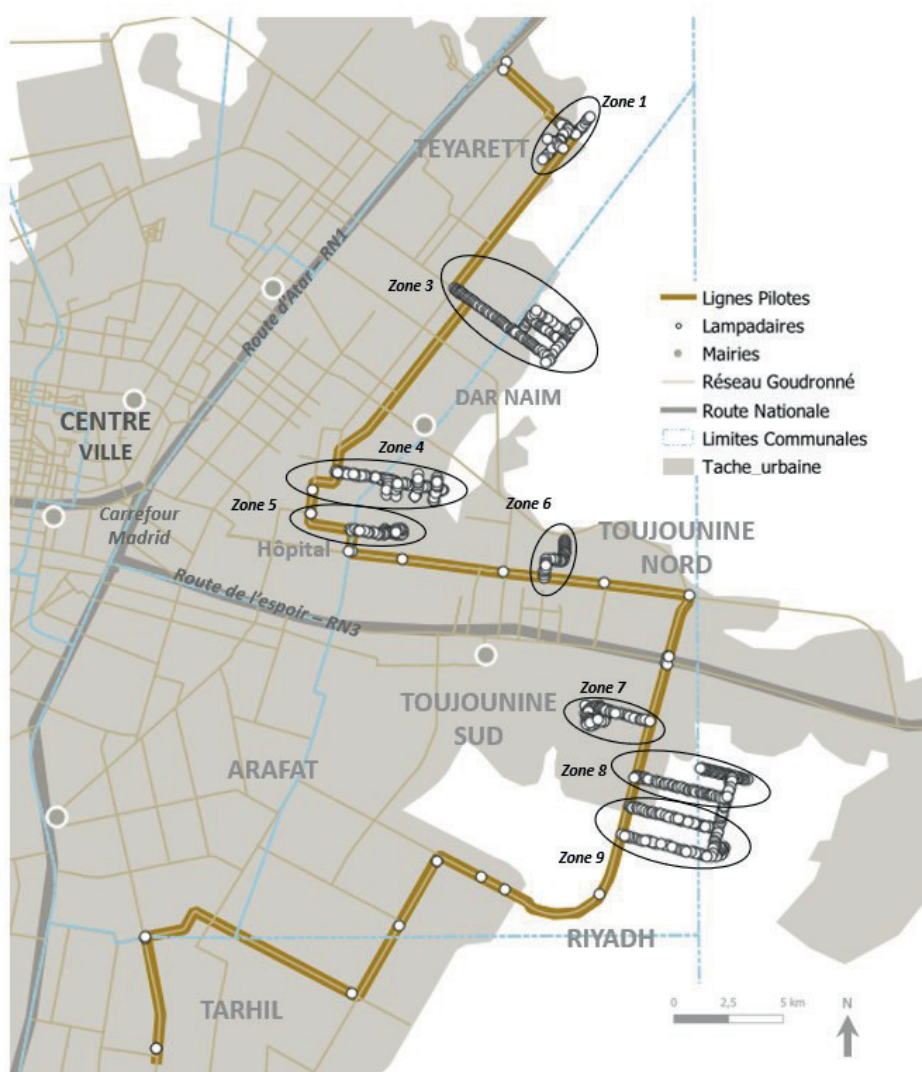 Zone 1
TEYARETT
Route d'Atar – RN1
Zone 3
Lignes Pilotes
Lampadaires
Mairies
Réseau Goudronné
Route Nationale
Limites Communales
Tache_urbaine
DAR NAIM
CENTRE
VILLE
Zone 4
Zone 5
Zone 6
Carrefour
Madrid
Hôpital
TOUJOUNINE
NORD
Route de l'espoir – RN3
Zone 7
TOUJOUNINE
SUD
Zone 8
ARAFAT
Zone 9
RIYADH
TARHIL
0 2,5 5 km
N